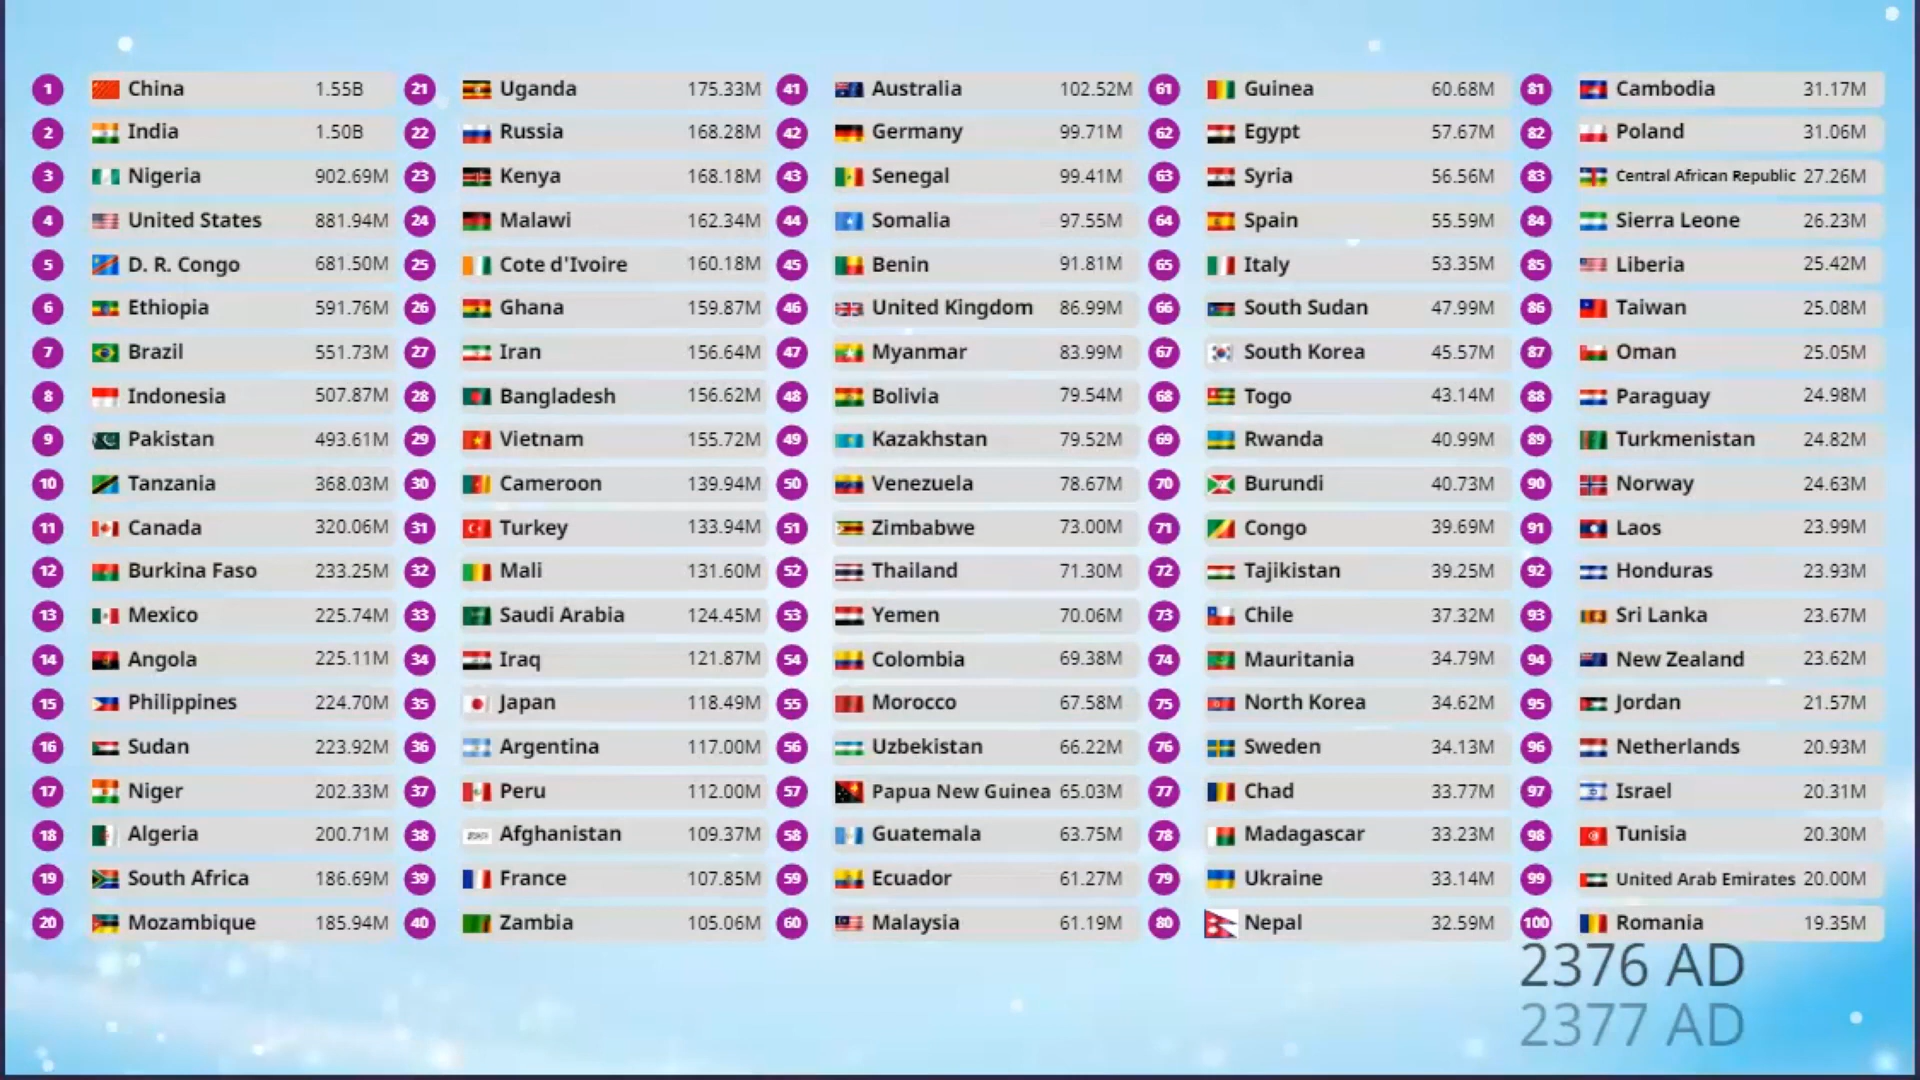 1 China 1.55B
2 India 1.50B
3 Nigeria 902.69M
4 United States 881.94M
5 D. R. Congo 681.50M
6 Ethiopia 591.76M
7 Brazil 551.73M
8 Indonesia 507.87M
9 Pakistan 493.61M
10 Tanzania 368.03M
11 Canada 320.06M
12 Burkina Faso 233.25M
13 Mexico 225.74M
14 Angola 225.11M
15 Philippines 224.70M
16 Sudan 223.92M
17 Niger 202.33M
18 Algeria 200.71M
19 South Africa 186.69M
20 Mozambique 185.94M
21 Uganda 175.33M
22 Russia 168.28M
23 Kenya 168.18M
24 Malawi 162.34M
25 Cote d'Ivoire 160.18M
26 Ghana 159.87M
27 Iran 156.64M
28 Bangladesh 156.62M
29 Vietnam 155.72M
30 Cameroon 139.94M
31 Turkey 133.94M
32 Mali 131.60M
33 Saudi Arabia 124.45M
34 Iraq 121.87M
35 Japan 118.49M
36 Argentina 117.00M
37 Peru 112.00M
38 Afghanistan 109.37M
39 France 107.85M
40 Zambia 105.06M
41 Australia 102.52M
42 Germany 99.71M
43 Senegal 99.41M
44 Somalia 97.55M
45 Benin 91.81M
46 United Kingdom 86.99M
47 Myanmar 83.99M
48 Bolivia 79.54M
49 Kazakhstan 79.52M
50 Venezuela 78.67M
51 Zimbabwe 73.00M
52 Thailand 71.30M
53 Yemen 70.06M
54 Colombia 69.38M
55 Morocco 67.58M
56 Uzbekistan 66.22M
57 Papua New Guinea 65.03M
58 Guatemala 63.75M
59 Ecuador 61.27M
60 Malaysia 61.19M
61 Guinea 60.68M
62 Egypt 57.67M
63 Syria 56.56M
64 Spain 55.59M
65 Italy 53.35M
66 South Sudan 47.99M
67 South Korea 45.57M
68 Togo 43.14M
69 Rwanda 40.99M
70 Burundi 40.73M
71 Congo 39.69M
72 Tajikistan 39.25M
73 Chile 37.32M
74 Mauritania 34.79M
75 North Korea 34.62M
76 Sweden 34.13M
77 Chad 33.77M
78 Madagascar 33.23M
79 Ukraine 33.14M
80 Nepal 32.59M
81 Cambodia 31.17M
82 Poland 31.06M
83 Central African Republic 27.26M
84 Sierra Leone 26.23M
85 Liberia 25.42M
86 Taiwan 25.08M
87 Oman 25.05M
88 Paraguay 24.98M
89 Turkmenistan 24.82M
90 Norway 24.63M
91 Laos 23.99M
92 Honduras 23.93M
93 Sri Lanka 23.67M
94 New Zealand 23.62M
95 Jordan 21.57M
96 Netherlands 20.93M
97 Israel 20.31M
98 Tunisia 20.30M
99 United Arab Emirates 20.00M
100 Romania 19.35M
2376 AD
2377 AD